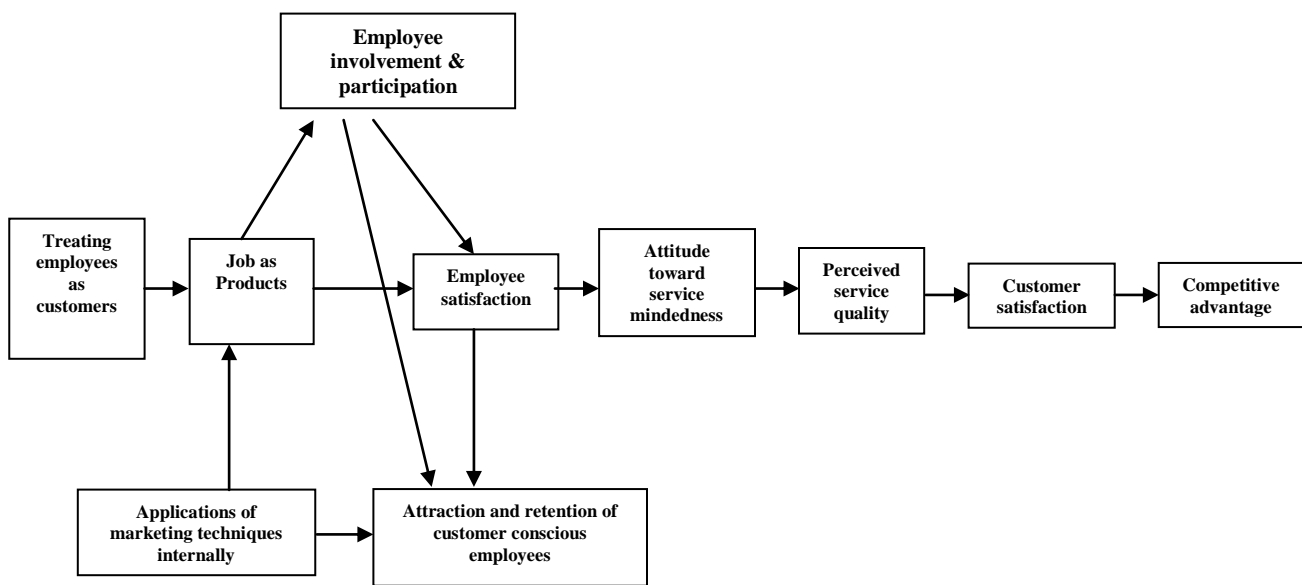 Employee
involvement &
participation
Treating
employees
as
customers
Job as
Products
Employee
satisfaction
Attitude
toward
service
mindedness
Perceived
service
quality
Customer
satisfaction
Competitive
advantage
Applications of
marketing techniques
internally
Attraction and retention of
customer conscious
employees